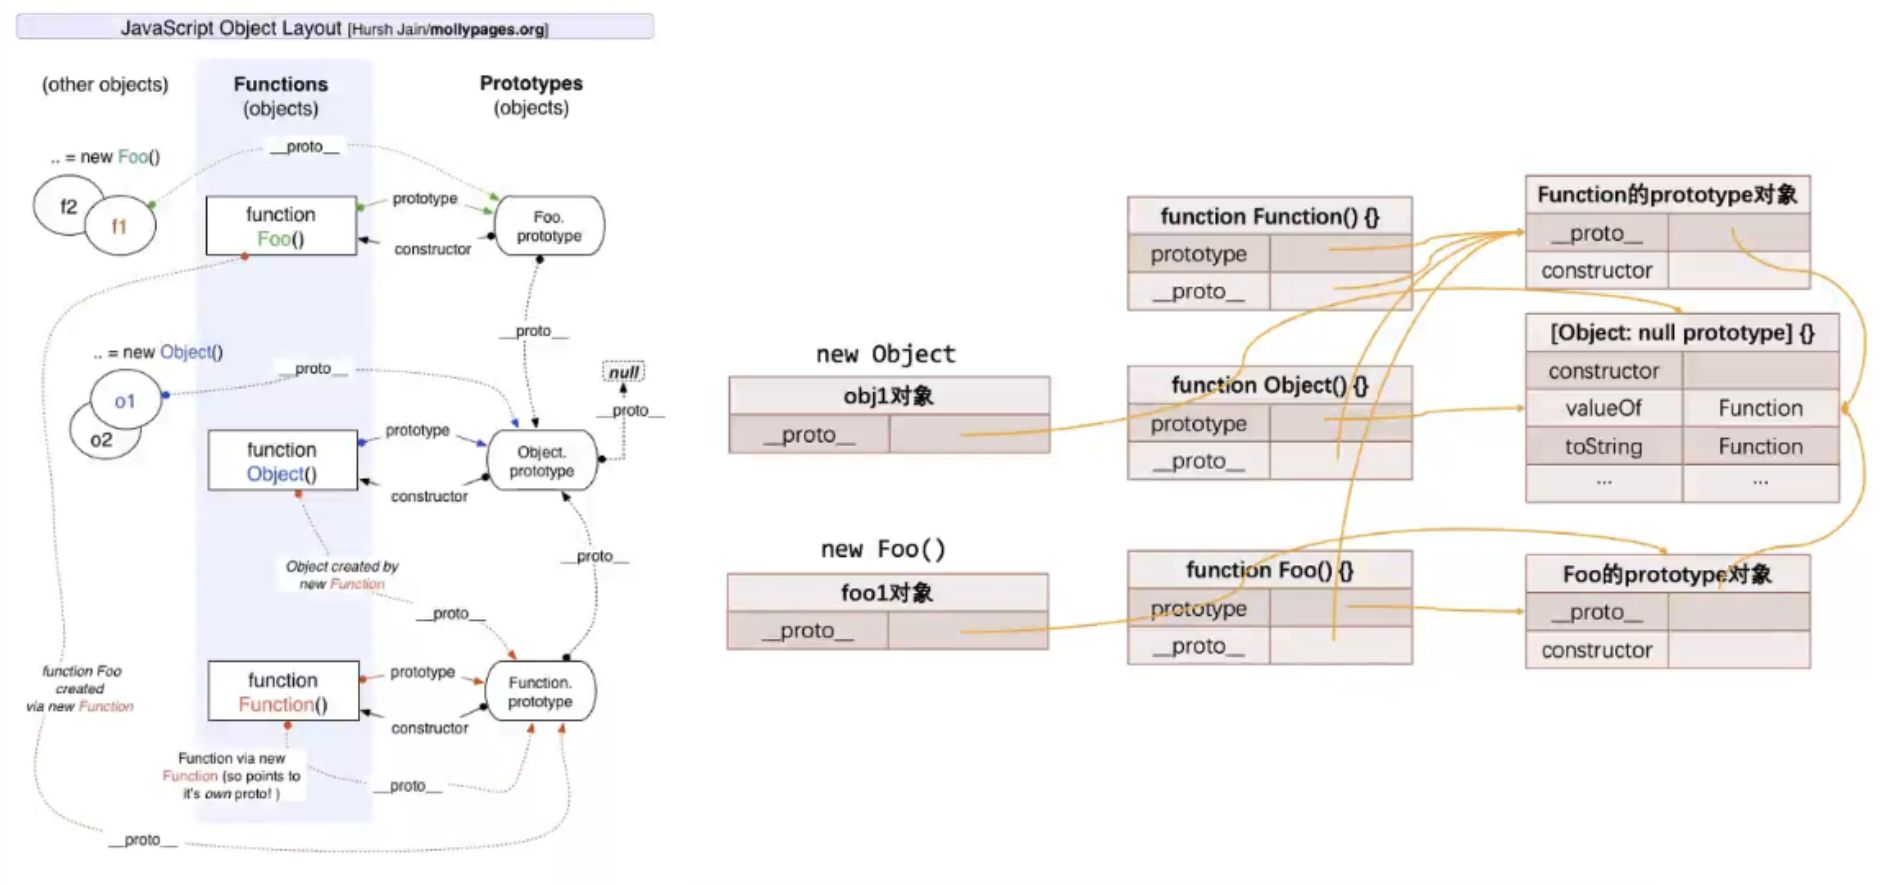 JavaScript Object Layout [Hursh Jain/mollypages.org]
(other objects)
Functions
(objects)
Prototypes
(objects)
__proto__
.. = new Foo()
f2
f1
function
Foo()
prototype
constructor
Foo.
prototype
__proto__
.. = new Object()
o1
o2
__proto__
null
__proto__
function
Object()
prototype
constructor
Object.
prototype
Object created by
new Function
__proto__
__proto__
function Foo
created
via new Function
function
Function()
prototype
constructor
Function.
prototype
Function via new
Function (so points to
it's own proto! )
__proto__
__proto__
new Object
obj1对象
__proto__
new Foo()
foo1对象
__proto__
function Function() {}
prototype
__proto__
function Object() {}
prototype
__proto__
function Foo() {}
prototype
__proto__
Function的prototype对象
__proto__
constructor
[Object: null prototype] {}
constructor
valueOf Function
toString Function
... ...
Foo的prototype对象
__proto__
constructor